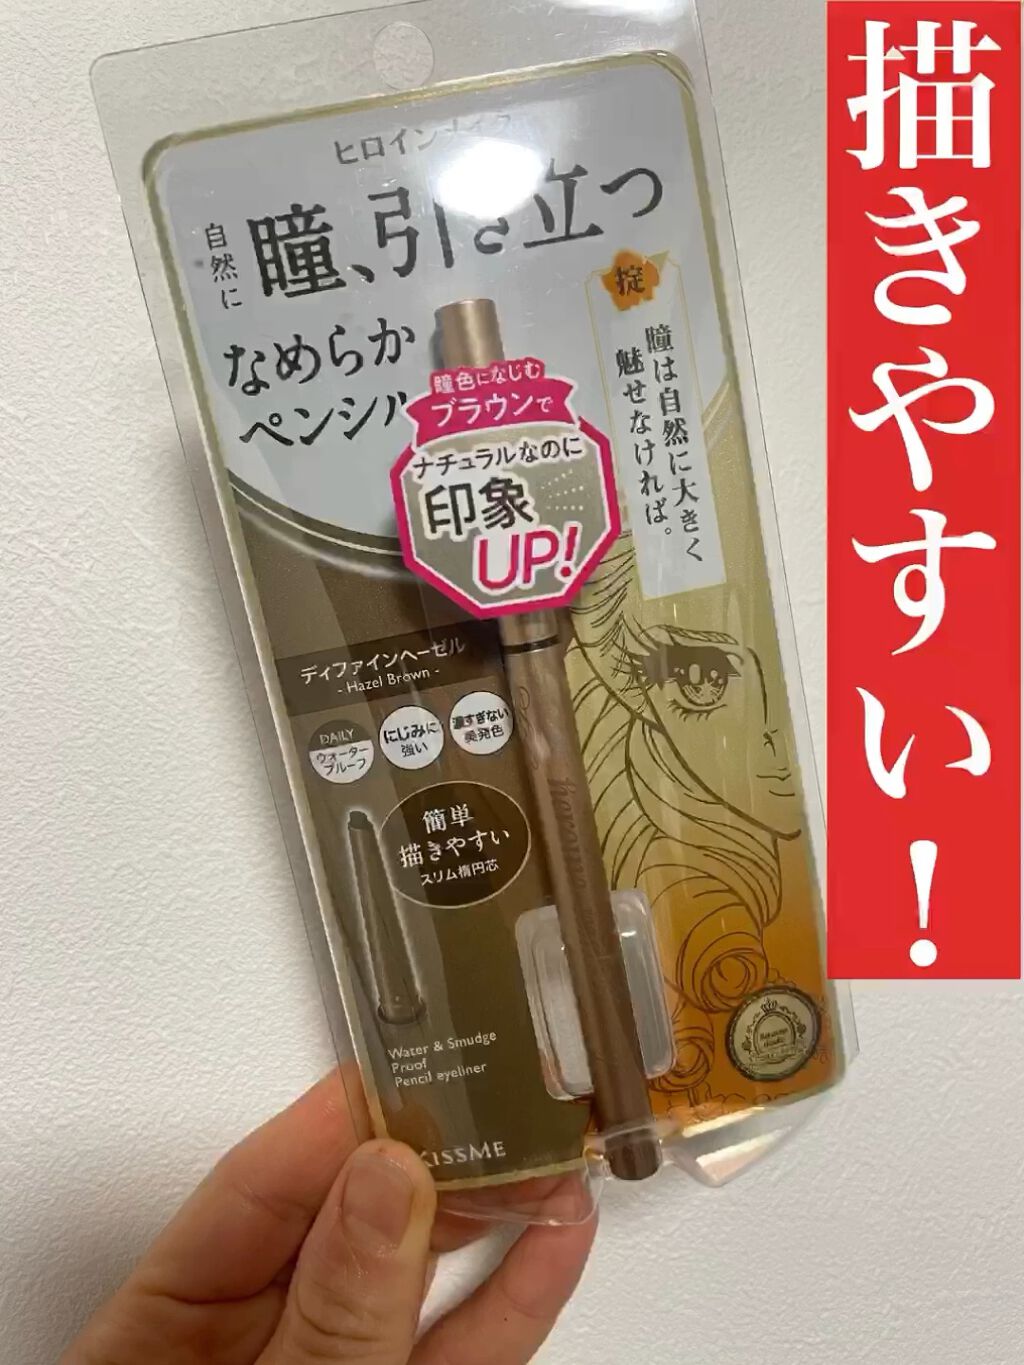 描きやすい！
ヒロインメイク
自然に
瞳、引き立つ
なめらか
ペンシル
掟
瞳は自然に大きく
魅せなければ。
瞳色になじむ
ブラウンで
ナチュラルなのに
印象
UP!
ディファインヘーゼル
- Hazel Brown -
DAILY
ウォーター
プルーフ
にじみに
強い
濃すぎない
美発色
簡単
描きやすい
スリム楕円芯
Water & Smudge
Proof
Pencil eyeliner
KISSME